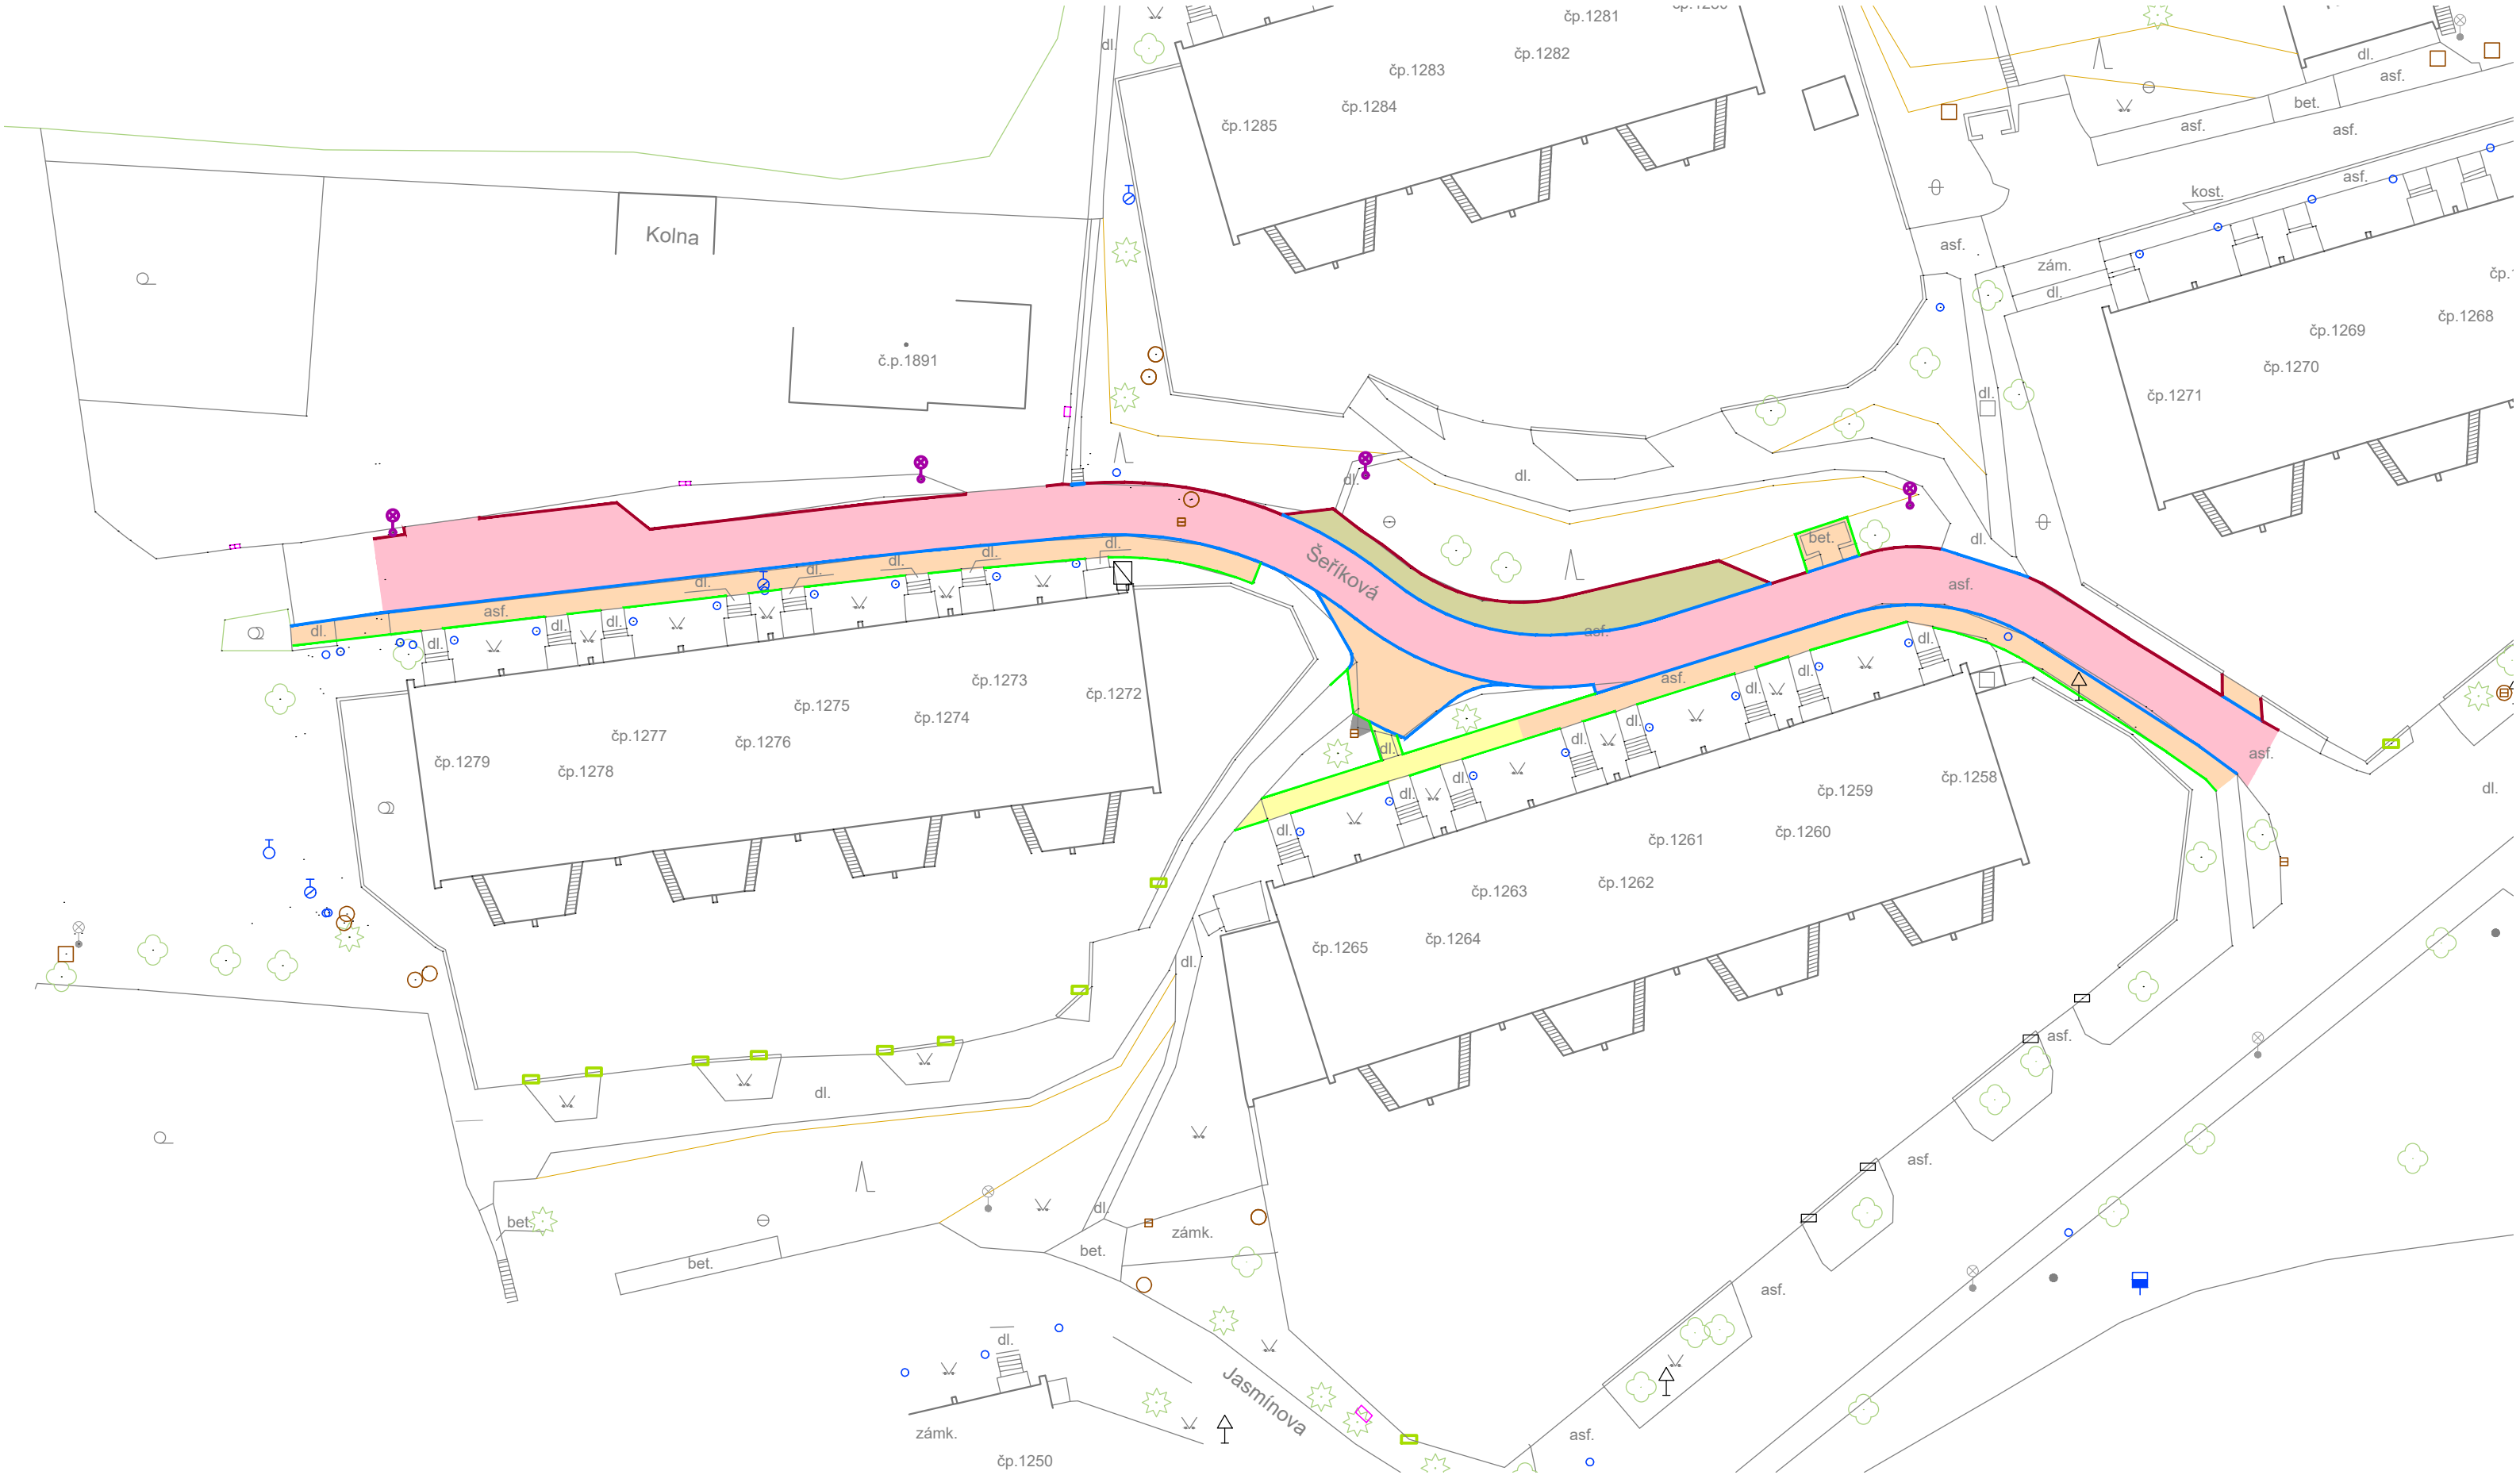 čp.1281
čp.1282
čp.1283
čp.1284
čp.1285
dl.
dl.
asf.
bet.
asf.
asf.
kost.
asf.
Kolna
asf.
zám.
dl.
čp.1269
čp.1268
č.p.1891
čp.1270
čp.1271
dl.
dl.
dl.
bet.
dl.
dl.
dl.
dl.
dl.
dl.
Šeříková
asf.
asf.
dl.
dl.
dl.
dl.
asf.
dl.
asf.
dl.
dl.
čp.1273
čp.1272
čp.1275
čp.1274
čp.1277
čp.1276
čp.1279
čp.1278
dl.
dl.
dl.
dl.
dl.
dl.
asf.
čp.1258
čp.1259
čp.1260
čp.1261
čp.1262
čp.1263
čp.1264
čp.1265
dl.
dl.
dl.
asf.
asf.
dl.
bet.
zámk.
bet.
bet.
asf.
dl.
Jasmínova
zámk.
asf.
čp.1250